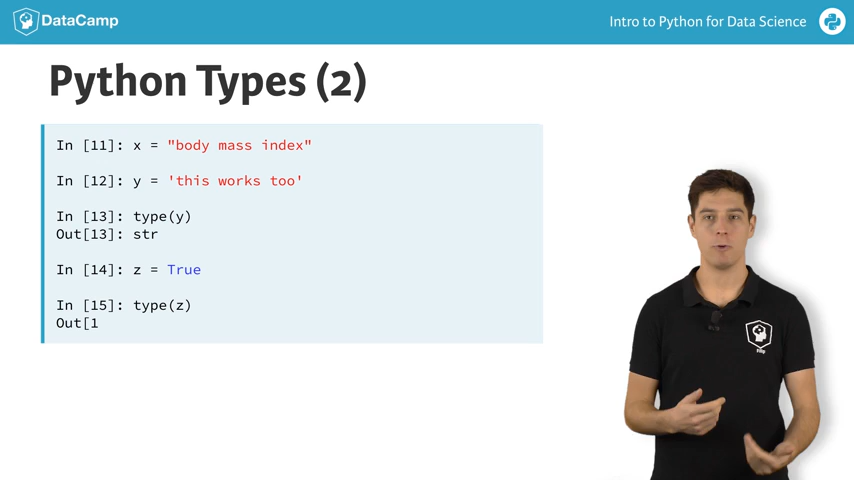 DataCamp
Intro to Python for Data Science
Python Types (2)
In [11]: x = "body mass index"
In [12]: y = 'this works too'
In [13]: type(y)
Out[13]: str
In [14]: z = True
In [15]: type(z)
Out[1